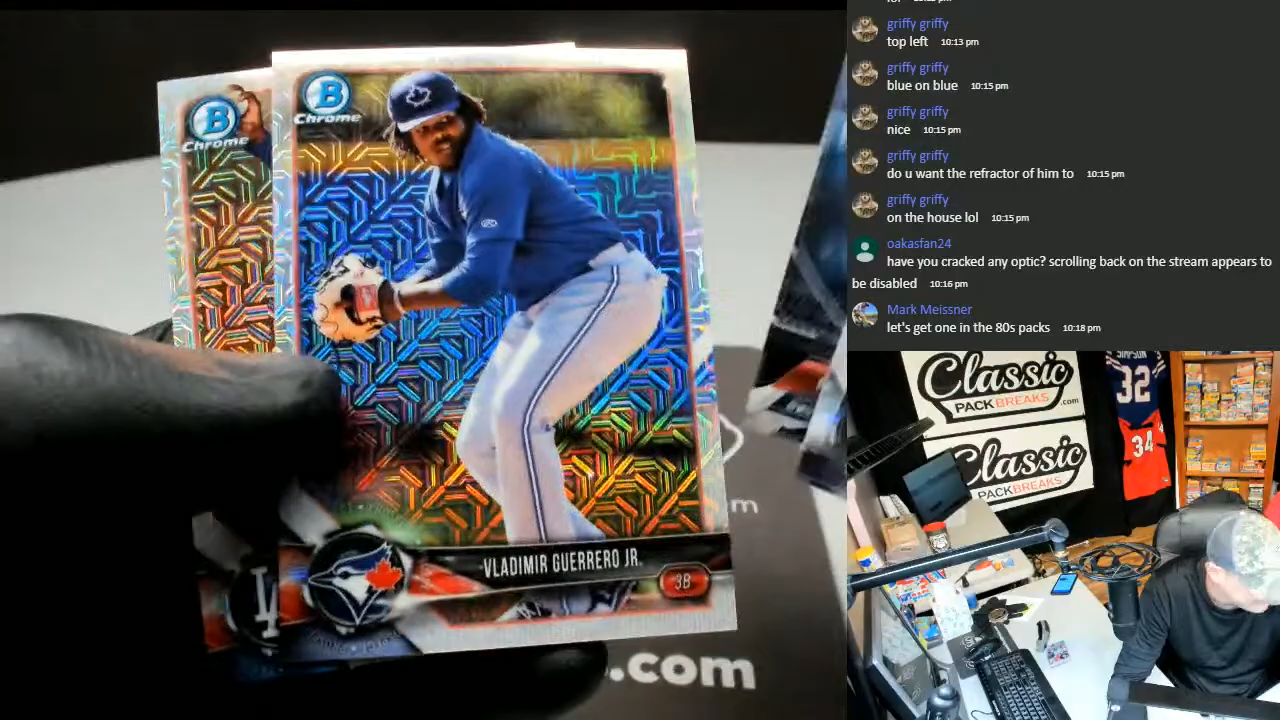 B
Chrome
B
Chrome
VLADIMIR GUERRERO JR.
3B
.com
griffy griffy
top left 10:13 pm
griffy griffy
blue on blue 10:15 pm
griffy griffy
nice 10:15 pm
griffy griffy
do u want the refractor of him to 10:15 pm
griffy griffy
on the house lol 10:15 pm
oakasfan24
have you cracked any optic? scrolling back on the stream appears to
be disabled 10:16 pm
Mark Meissner
let's get one in the 80s packs 10:18 pm
Classic
PACKBREAKS.com
Classic
PACKBREAKS
SIMPSON
32
34